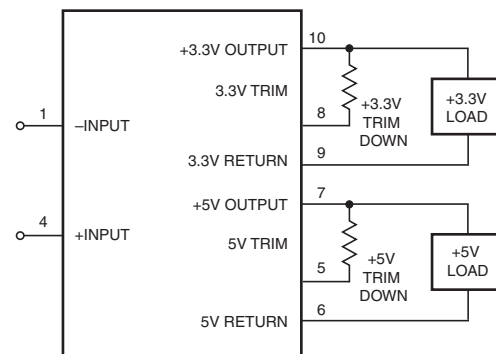 +3.3V OUTPUT
10
3.3V TRIM
8
+3.3V
TRIM
DOWN
+3.3V
LOAD
1
–INPUT
3.3V RETURN
9
+5V OUTPUT
7
4
+INPUT
5V TRIM
5
+5V
TRIM
DOWN
+5V
LOAD
5V RETURN
6